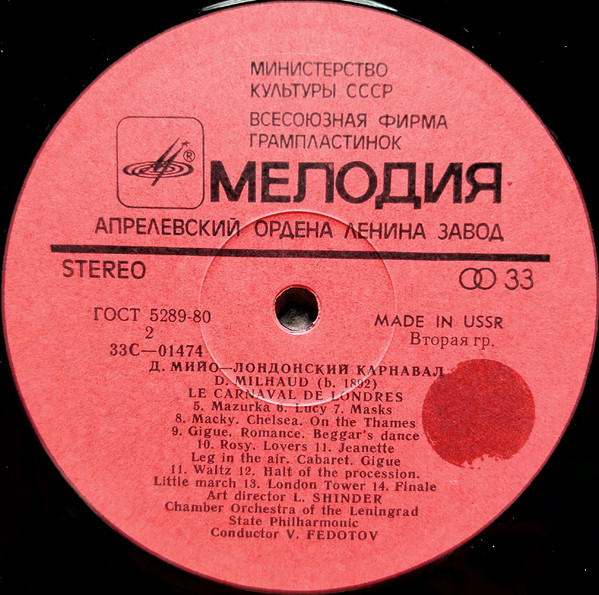 МИНИСТЕРСТВО
КУЛЬТУРЫ СССР
ВСЕСОЮЗНАЯ ФИРМА
ГРАМПЛАСТИНОК
®
МЕЛОДИЯ
АПРЕЛЕВСКИЙ ОРДЕНА ЛЕНИНА ЗАВОД
STEREO
33
ГОСТ 5289-80
MADE IN USSR
2
Вторая гр.
33С—01474
Д. МИЙО—ЛОНДОНСКИЙ КАРНАВАЛ
D. MILHAUD (b. 1892)
LE CARNAVAL DE LONDRES
5. Mazurka 6. Lucy 7. Masks
8. Macky. Chelsea. On the Thames
9. Gigue. Romance. Beggar's dance
10. Rosy. Lovers 11. Jeanette
Leg in the air. Cabaret. Gigue
11. Waltz 12. Halt of the procession.
Little march 13. London Tower 14. Finale
Art director L. SHINDER
Chamber Orchestra of the Leningrad
State Philharmonic
Conductor V. FEDOTOV